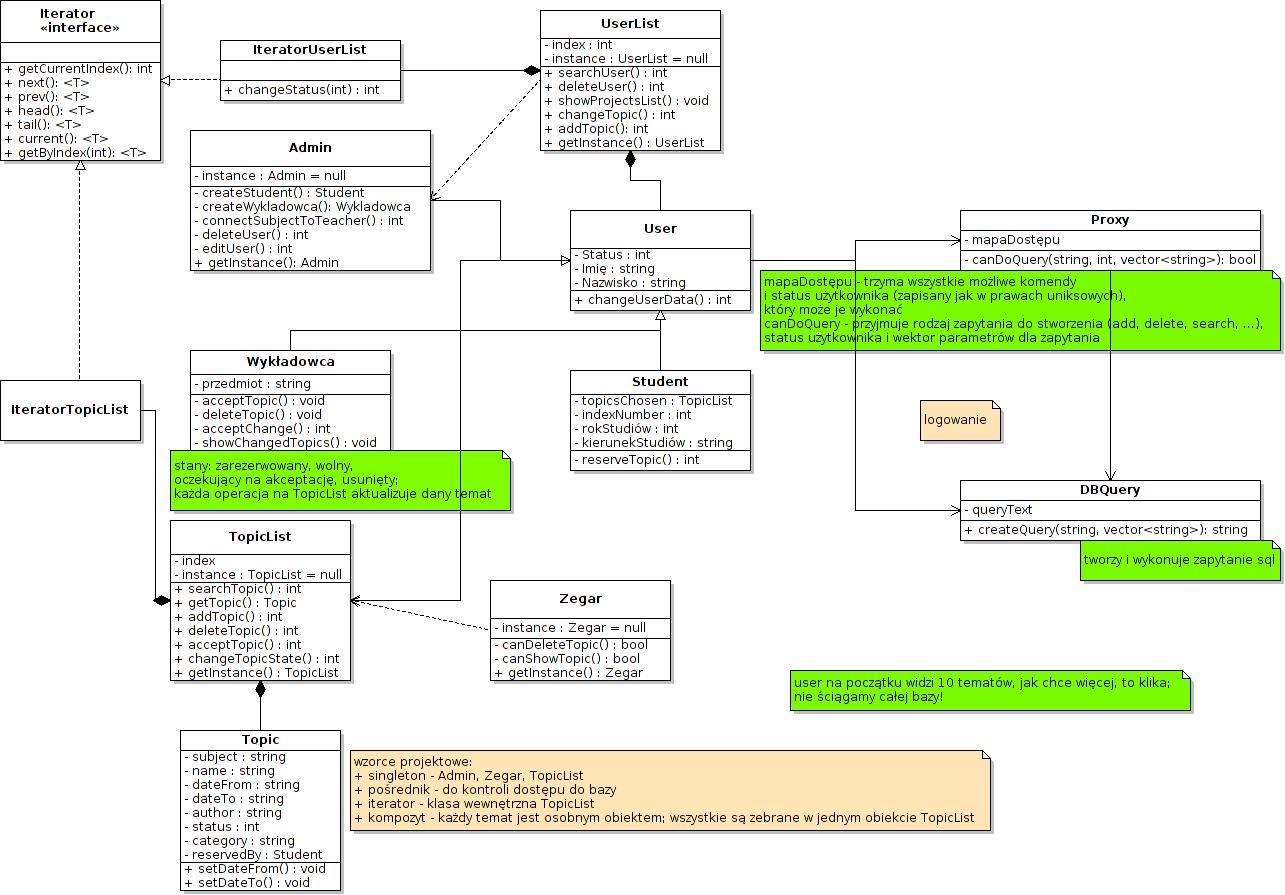 Iterator
«interface»
+ getCurrentIndex(): int
+ next(): <T>
+ prev(): <T>
+ head(): <T>
+ tail(): <T>
+ current(): <T>
+ getByIndex(int): <T>
IteratorUserList
+ changeStatus(int) : int
UserList
- index : int
- instance : UserList = null
+ searchUser() : int
+ deleteUser() : int
+ showProjectsList() : void
+ changeTopic() : int
+ addTopic(): int
+ getInstance() : UserList
Admin
- instance : Admin = null
- createStudent() : Student
- createWykladowca(): Wykladowca
- connectSubjectToTeacher() : int
- deleteUser() : int
- editUser() : int
+ getInstance(): Admin
User
- Status : int
- Imię : string
- Nazwisko : string
+ changeUserData() : int
Proxy
- mapaDostępu
- canDoQuery(string, int, vector<string>): bool
mapaDostępu - trzyma wszystkie możliwe komendy
i status użytkownika (zapisany jak w prawach uniksowych),
który może je wykonać
canDoQuery - przyjmuje rodzaj zapytania do stworzenia (add, delete, search, ...),
status użytkownika i wektor parametrów dla zapytania
Wykładowca
- przedmiot : string
- acceptTopic() : void
- deleteTopic() : void
- acceptChange() : int
- showChangedTopics() : void
stany: zarezerwowany, wolny,
oczekujący na akceptację, usunięty;
każda operacja na TopicList aktualizuje dany temat
Student
- topicsChosen : TopicList
- indexNumber : int
- rokStudiów : int
- kierunekStudiów : string
- reserveTopic() : int
IteratorTopicList
logowanie
DBQuery
- queryText
+ createQuery(string, vector<string>): string
tworzy i wykonuje zapytanie sql
TopicList
- index
- instance : TopicList = null
+ searchTopic() : int
+ getTopic() : Topic
+ addTopic() : int
+ deleteTopic() : int
+ acceptTopic() : int
+ changeTopicState() : int
+ getInstance() : TopicList
Zegar
- instance : Zegar = null
- canDeleteTopic() : bool
- canShowTopic() : bool
+ getInstance() : Zegar
user na początku widzi 10 tematów, jak chce więcej, to klika;
nie ściągamy całej bazy!
Topic
- subject : string
- name : string
- dateFrom : string
- dateTo : string
- author : string
- status : int
- category : string
- reservedBy : Student
+ setDateFrom() : void
+ setDateTo() : void
wzorce projektowe:
+ singleton - Admin, Zegar, TopicList
+ pośrednik - do kontroli dostępu do bazy
+ iterator - klasa wewnętrzna TopicList
+ kompozyt - każdy temat jest osobnym obiektem; wszystkie są zebrane w jednym obiekcie TopicList